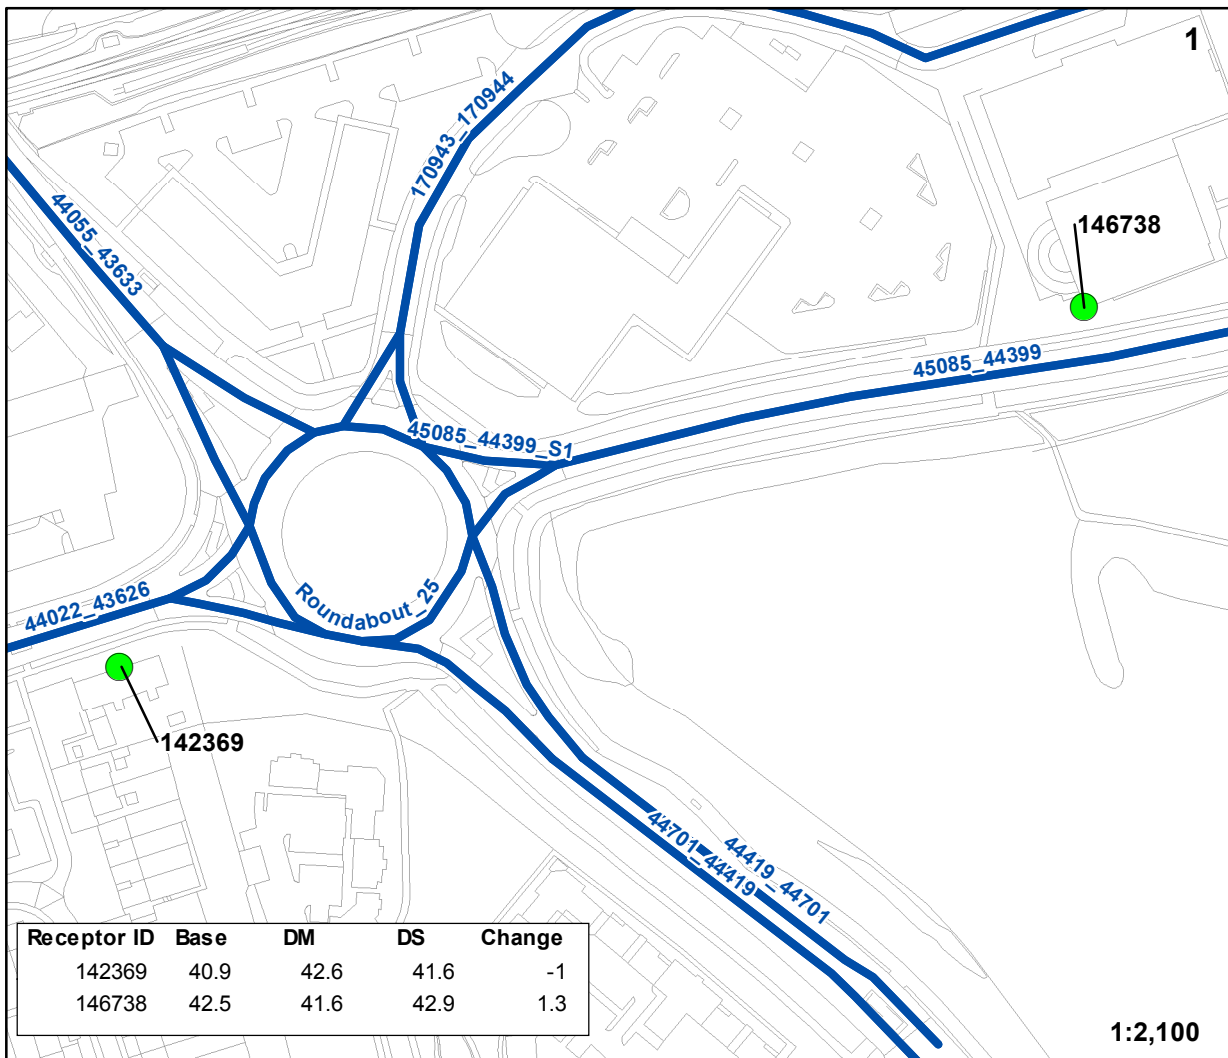 1
170943_170944
44055_43633
146738
45085_44399
45085_44399_S1
Roundabout_25
44022_43626
142369
44701_44419
44419_44701
Receptor ID Base DM DS Change
142369 40.9 42.6 41.6 -1
146738 42.5 41.6 42.9 1.3
1:2,100